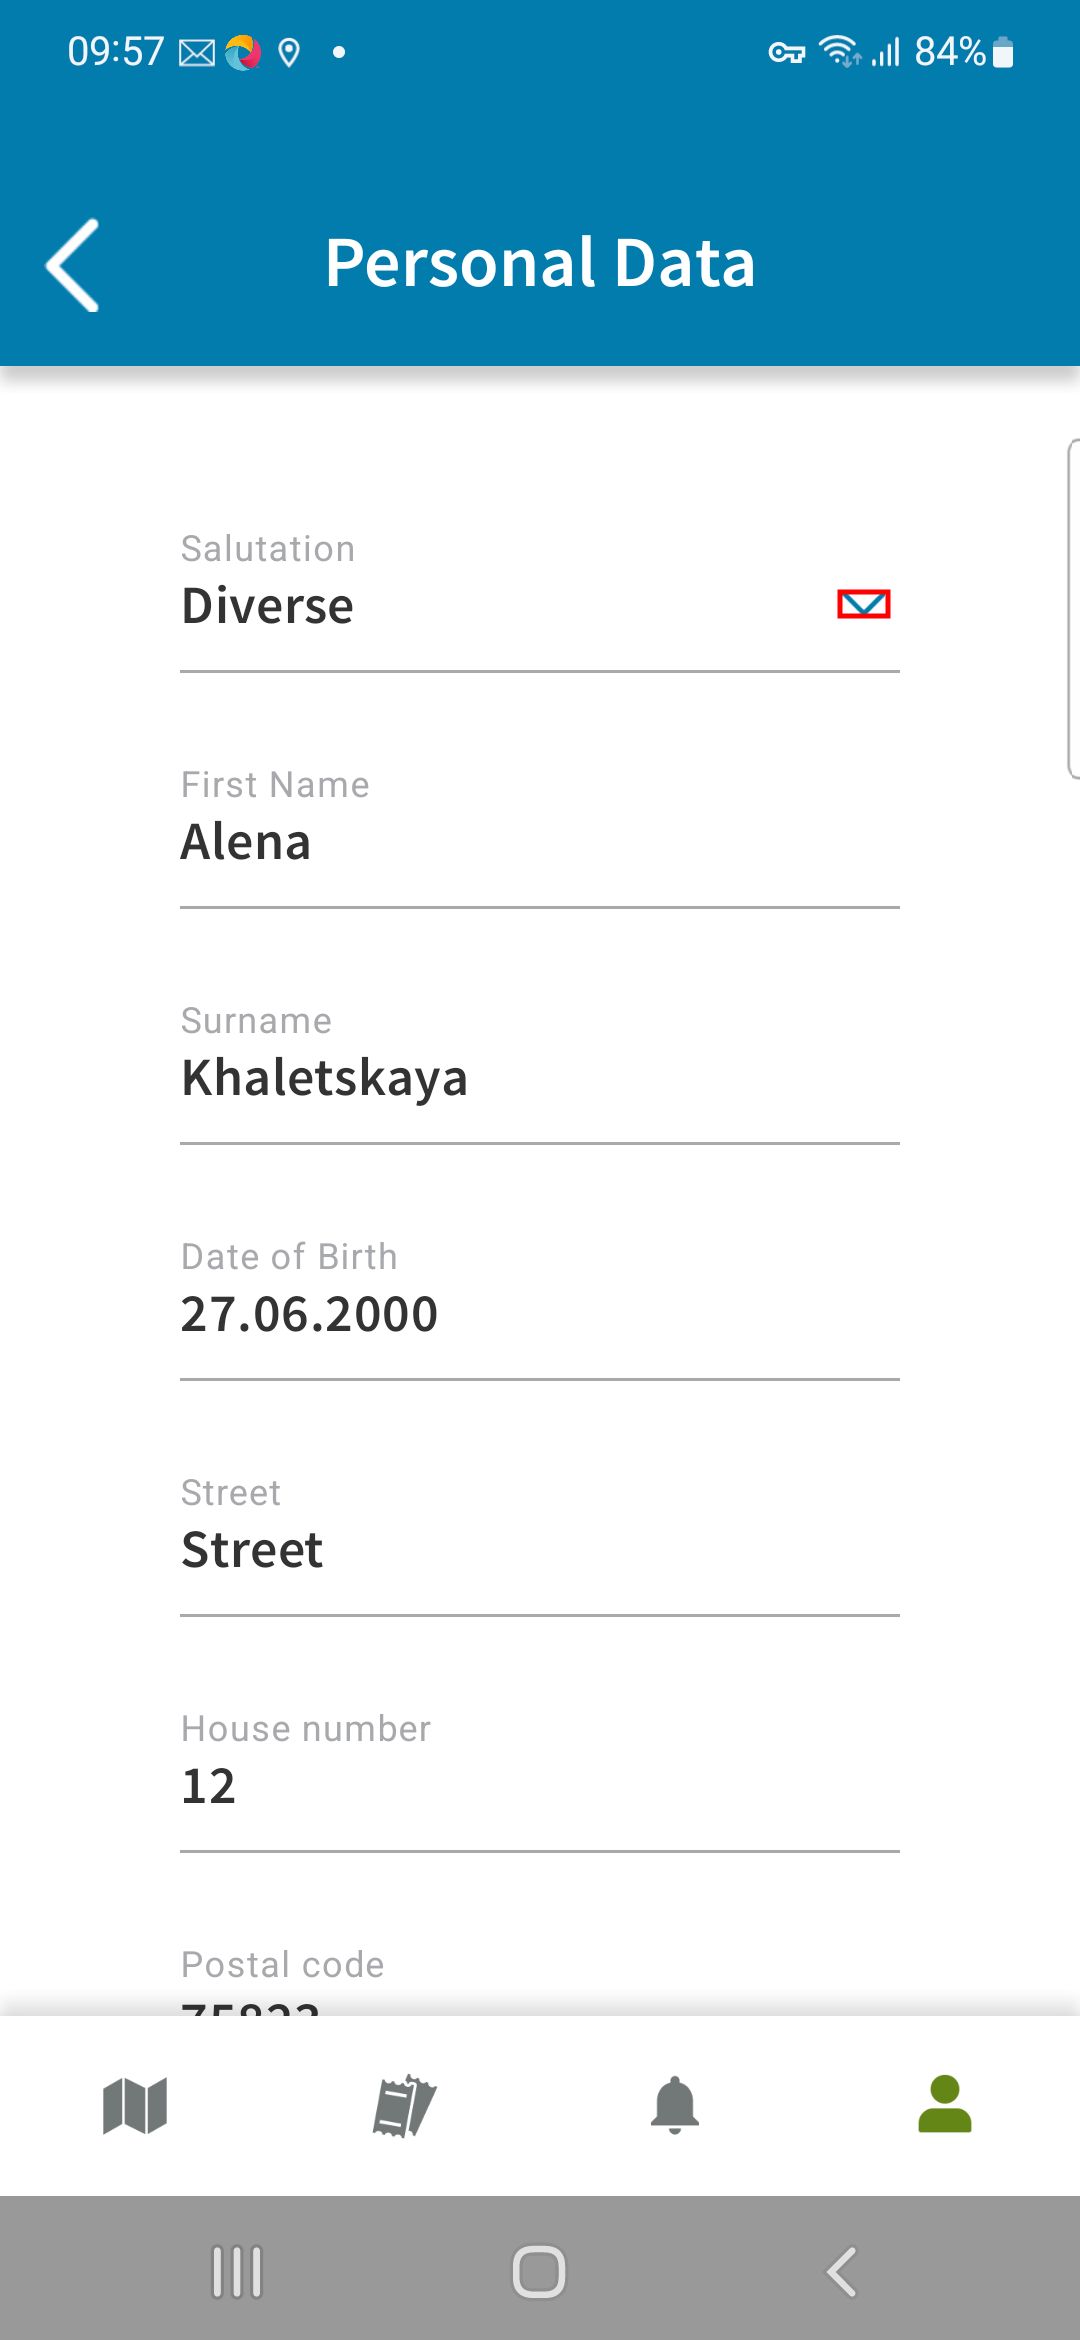 09:57 84%
Personal Data
Salutation
Diverse
First Name
Alena
Surname
Khaletskaya
Date of Birth
27.06.2000
Street
Street
House number
12
Postal code